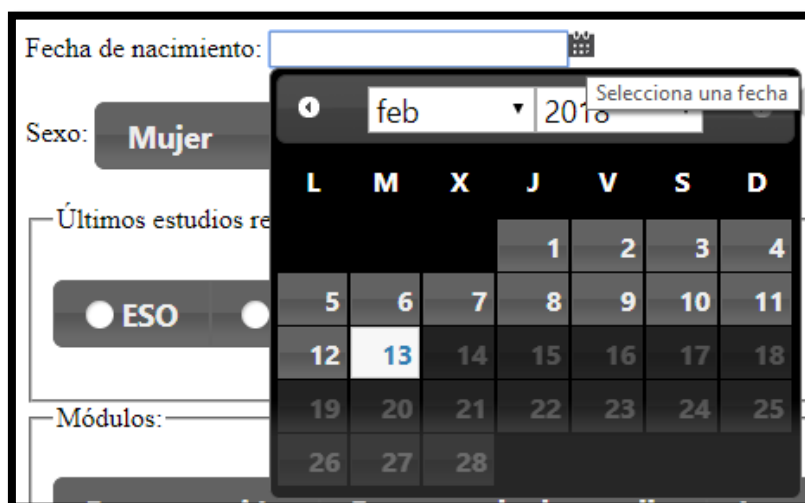 Fecha de nacimiento:
feb 2018 Selecciona una fecha
Sexo: Mujer
L M X J V S D
Últimos estudios re
1 2 3 4
ESO
5 6 7 8 9 10 11
12 13 14 15 16 17 18
19 20 21 22 23 24 25
Módulos:
26 27 28